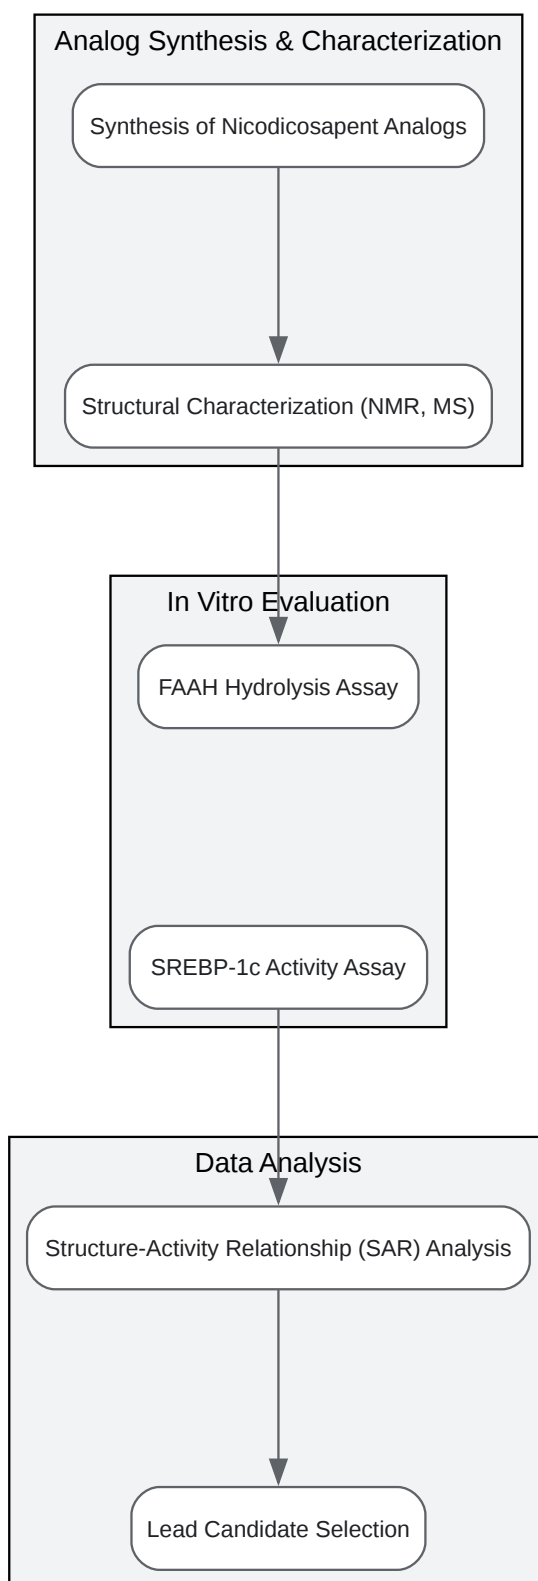 Analog Synthesis & Characterization
Synthesis of Nicodicosapent Analogs
Structural Characterization (NMR, MS)
In Vitro Evaluation
FAAH Hydrolysis Assay
SREBP-1c Activity Assay
Data Analysis
Structure-Activity Relationship (SAR) Analysis
Lead Candidate Selection